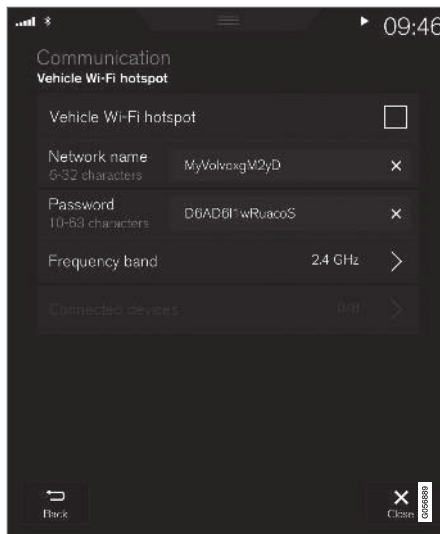 09:46
Communication
Vehicle Wi-Fi hotspot
Vehicle Wi-Fi hotspot
Network name
6-32 characters
MyVolvoxgM2yD
Password
10-63 characters
D6AD6I1wRuacoS
Frequency band
2.4 GHz
Connected devices
0/8
Back
Close
G056889